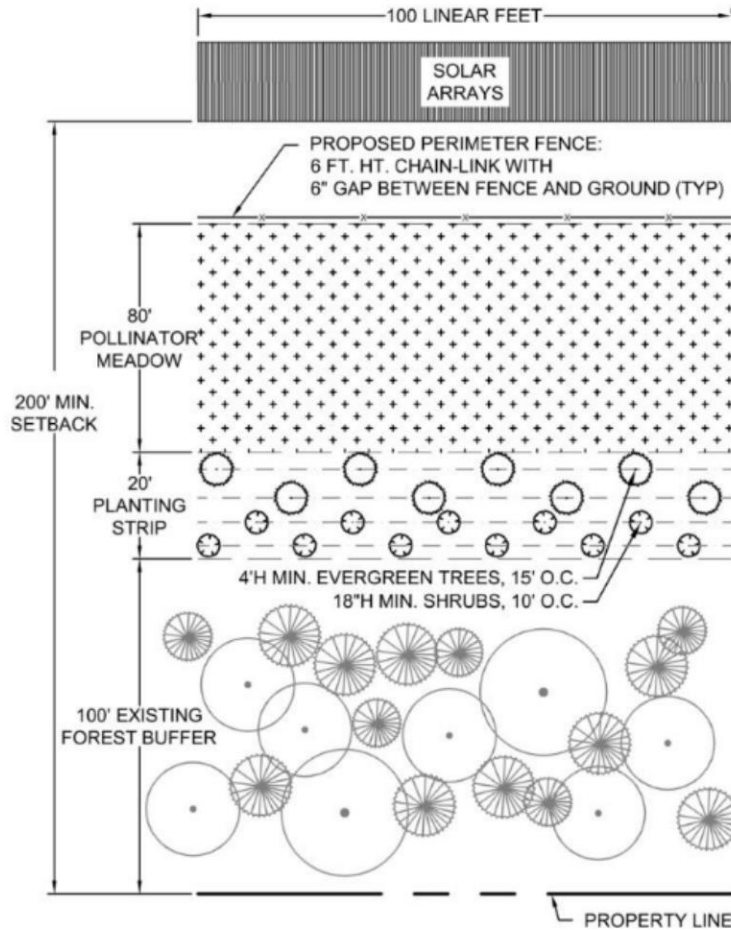 100 LINEAR FEET
SOLAR
ARRAYS
PROPOSED PERIMETER FENCE:
6 FT. HT. CHAIN-LINK WITH
6" GAP BETWEEN FENCE AND GROUND (TYP)
80'
POLLINATOR
MEADOW
200' MIN.
SETBACK
20'
PLANTING
STRIP
4'H MIN. EVERGREEN TREES, 15' O.C.
18"H MIN. SHRUBS, 10' O.C.
100' EXISTING
FOREST BUFFER
PROPERTY LINE